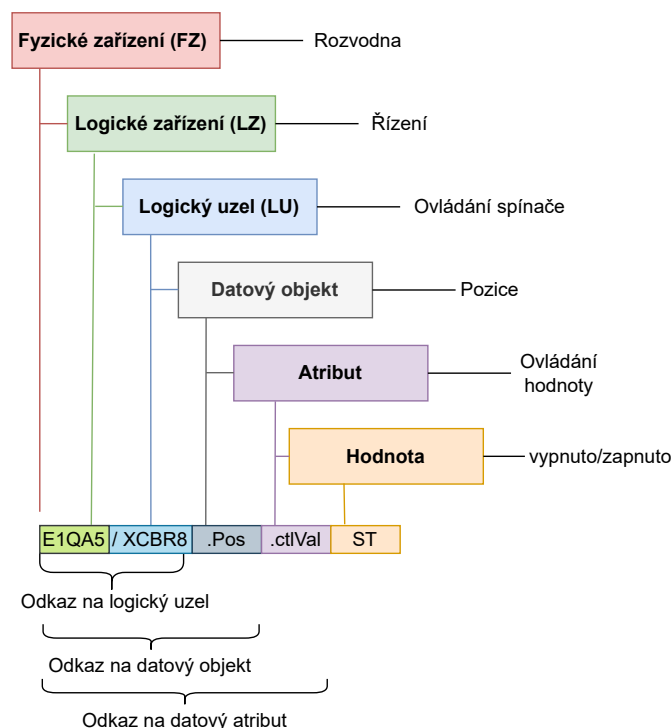 Fyzické zařízení (FZ)
Rozvodna
Logické zařízení (LZ)
Řízení
Logický uzel (LU)
Ovládání spínače
Datový objekt
Pozice
Atribut
Ovládání
hodnoty
Hodnota
vypnuto/zapnuto
E1QA5 / XCBR8 .Pos .ctlVal ST
Odkaz na logický uzel
Odkaz na datový objekt
Odkaz na datový atribut